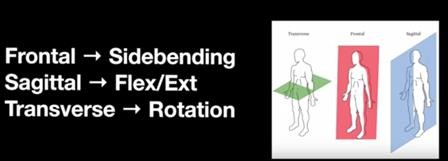 Frontal → Sidebending
Sagittal → Flex/Ext
Transverse → Rotation
Transverse Frontal Sagittal